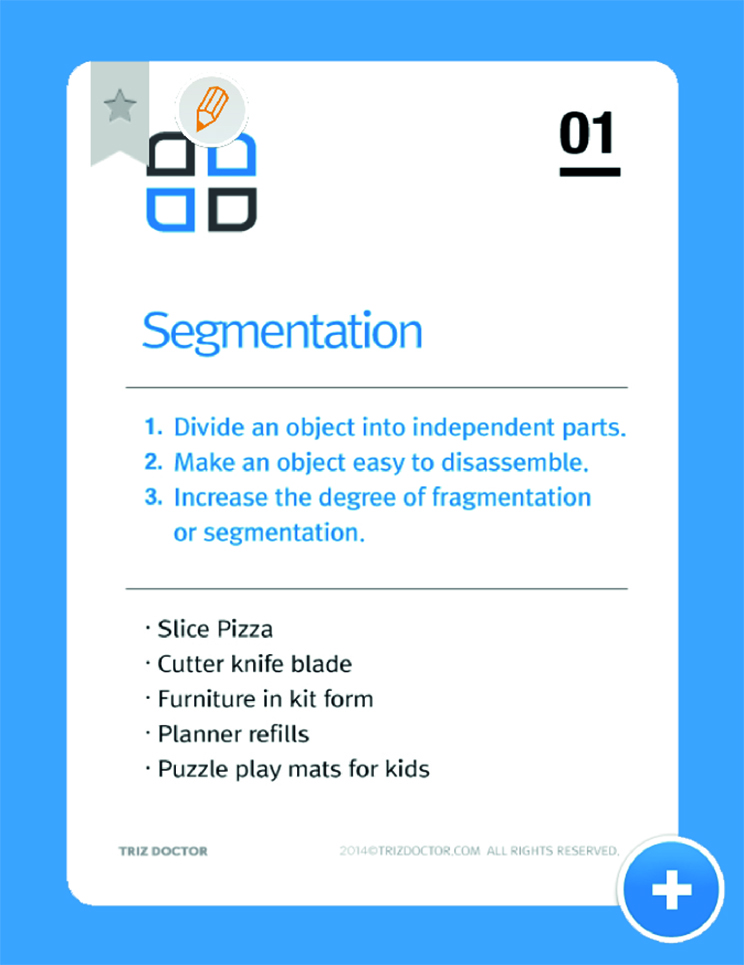 01
Segmentation
1. Divide an object into independent parts.
2. Make an object easy to disassemble.
3. Increase the degree of fragmentation
or segmentation.
· Slice Pizza
· Cutter knife blade
· Furniture in kit form
· Planner refills
· Puzzle play mats for kids
TRIZ DOCTOR 2014©TRIZDOCTOR.COM ALL RIGHTS RESERVED.